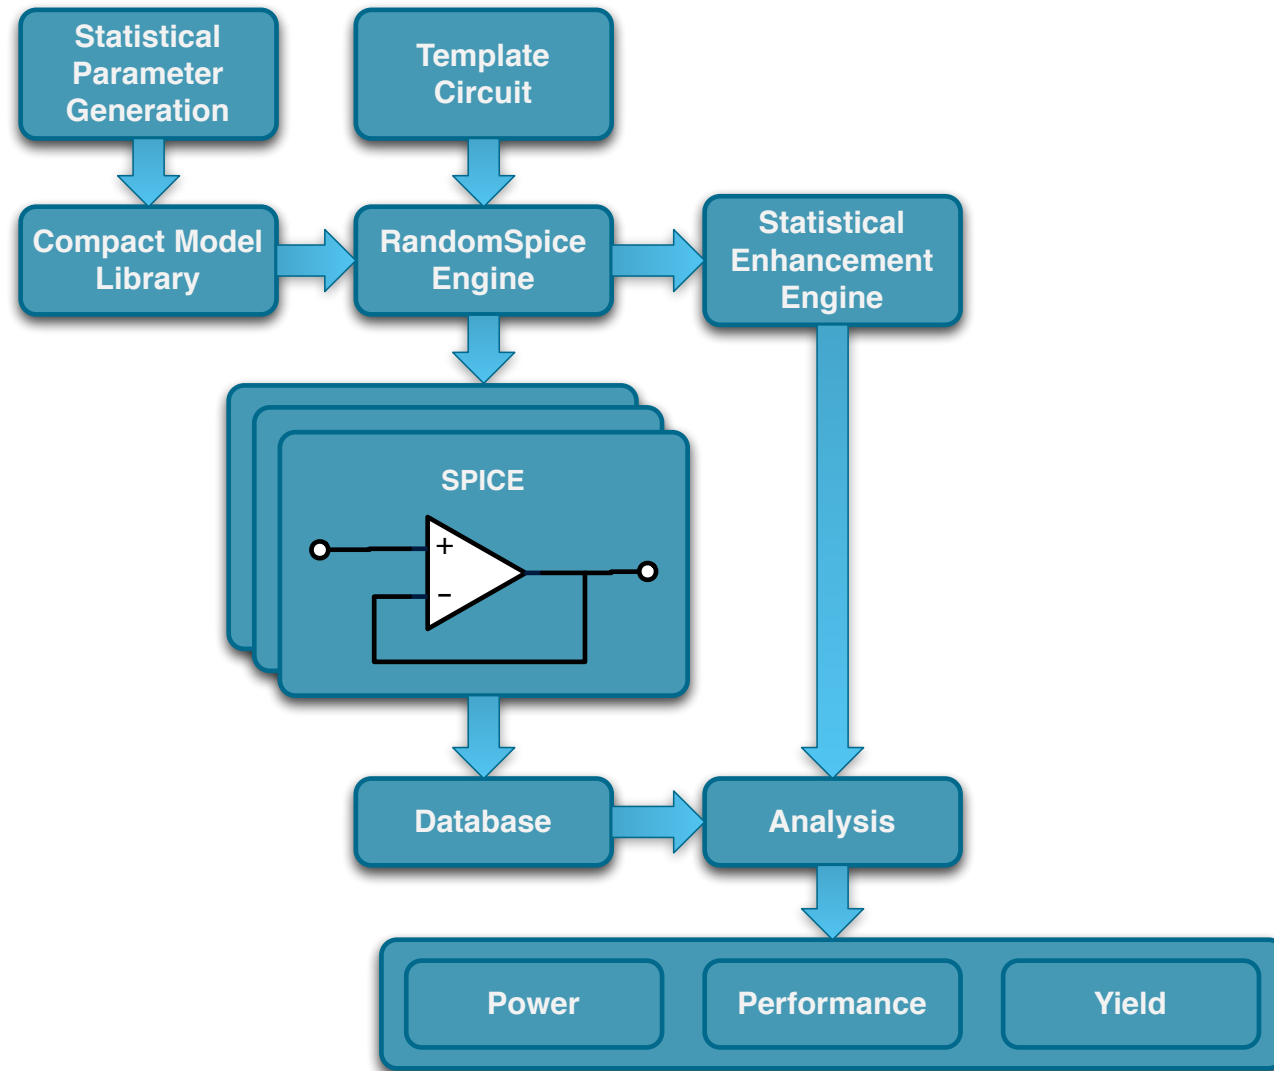 Statistical
Parameter
Generation
Template
Circuit
Compact Model
Library
RandomSpice
Engine
Statistical
Enhancement
Engine
SPICE
+
-
Database
Analysis
Power
Performance
Yield